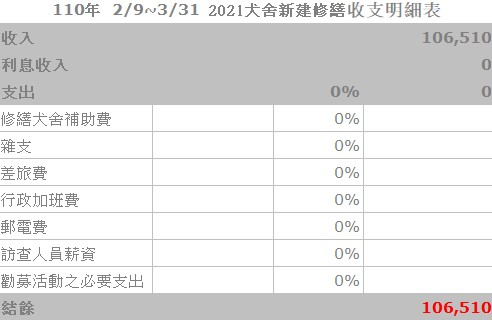 110年 2/9~3/31 2021犬舍新建修繕收支明細表
收入 106,510
利息收入 0
支出 0% 0
修繕犬舍補助費 0%
雜支 0%
差旅費 0%
行政加班費 0%
郵電費 0%
訪查人員薪資 0%
勸募活動之必要支出 0%
結餘 106,510